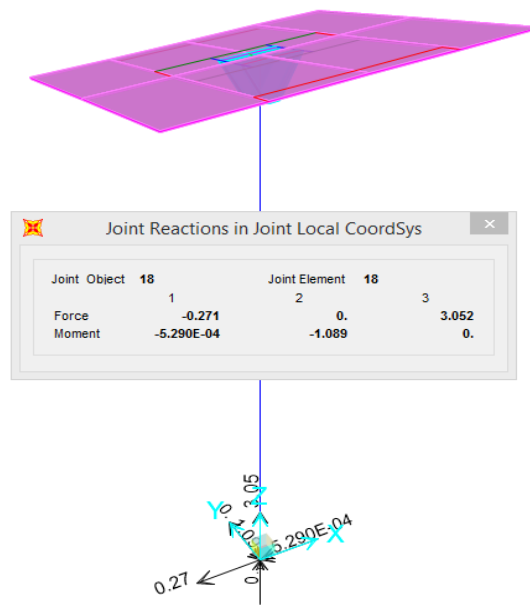 Joint Reactions in Joint Local CoordSys
Joint Object 18 Joint Element 18
1 2 3
Force -0.271 0. 3.052
Moment -5.290E-04 -1.089 0.
3.05
Z
Y
X
5.290E-04
0.27
0.